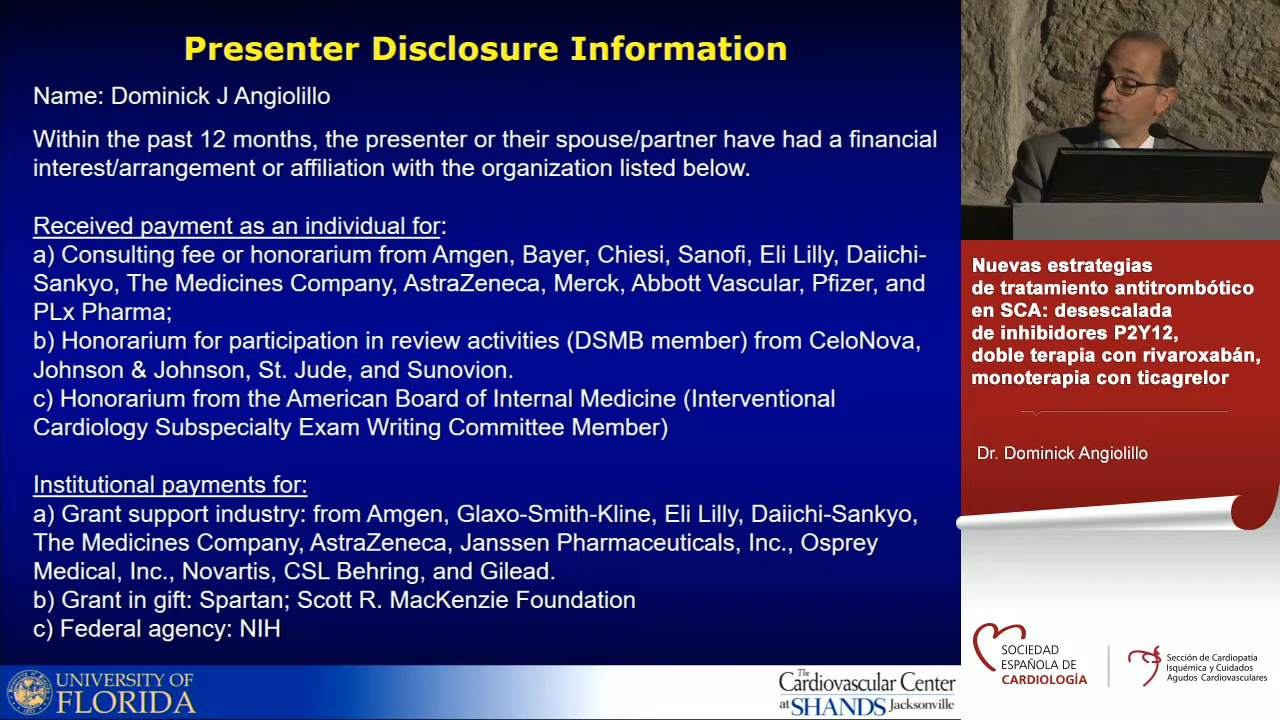 Presenter Disclosure Information
Name: Dominick J Angiolillo
Within the past 12 months, the presenter or their spouse/partner have had a financial
interest/arrangement or affiliation with the organization listed below.
Received payment as an individual for:
a) Consulting fee or honorarium from Amgen, Bayer, Chiesi, Sanofi, Eli Lilly, Daiichi-
Sankyo, The Medicines Company, AstraZeneca, Merck, Abbott Vascular, Pfizer, and
PLx Pharma;
b) Honorarium for participation in review activities (DSMB member) from CeloNova,
Johnson & Johnson, St. Jude, and Sunovion.
c) Honorarium from the American Board of Internal Medicine (Interventional
Cardiology Subspecialty Exam Writing Committee Member)
Institutional payments for:
a) Grant support industry: from Amgen, Glaxo-Smith-Kline, Eli Lilly, Daiichi-Sankyo,
The Medicines Company, AstraZeneca, Janssen Pharmaceuticals, Inc., Osprey
Medical, Inc., Novartis, CSL Behring, and Gilead.
b) Grant in gift: Spartan; Scott R. MacKenzie Foundation
c) Federal agency: NIH
UNIVERSITY OF
FLORIDA
The
Cardiovascular Center
at SHANDS Jacksonville
Nuevas estrategias
de tratamiento antitrombótico
en SCA: desescalada
de inhibidores P2Y12,
doble terapia con rivaroxabán,
monoterapia con ticagrelor
Dr. Dominick Angiolillo
SOCIEDAD
ESPAÑOLA DE
CARDIOLOGÍA
Sección de Cardiopatía
Isquémica y Cuidados
Agudos Cardiovasculares